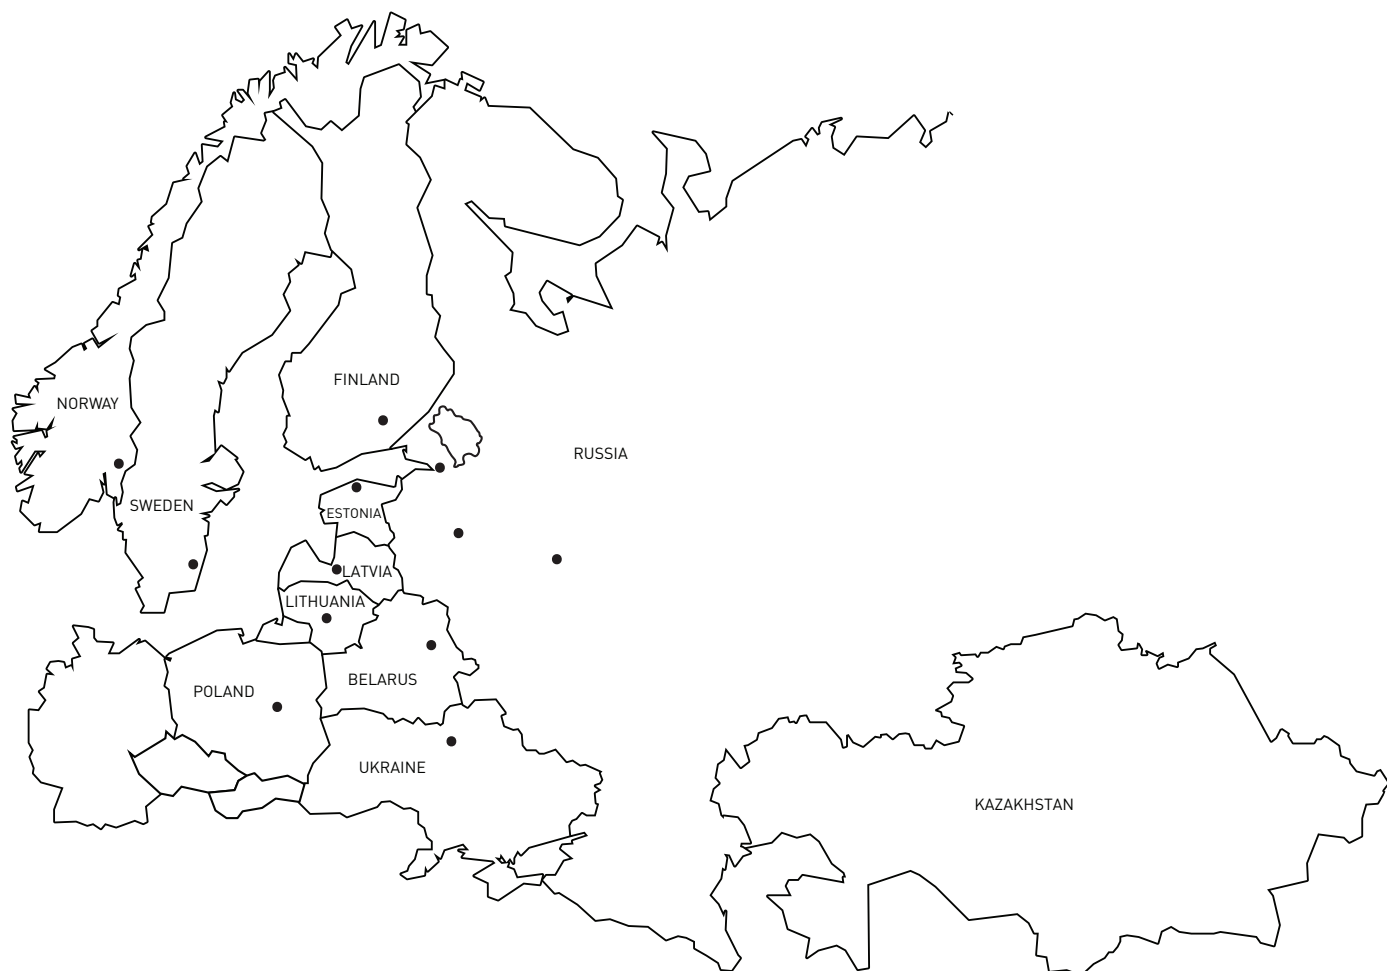 FINLAND
NORWAY
RUSSIA
SWEDEN
ESTONIA
LATVIA
LITHUANIA
BELARUS
POLAND
UKRAINE
KAZAKHSTAN